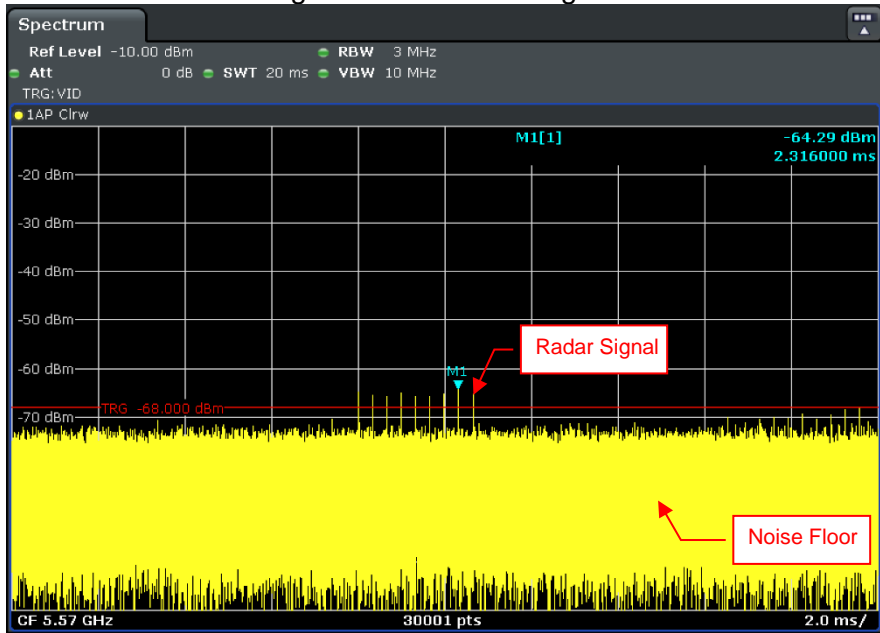 Spectrum
Ref Level -10.00 dBm RBW 3 MHz
Att 0 dB SWT 20 ms VBW 10 MHz
TRG:VID
1AP Clrw
M1[1] -64.29 dBm
2.316000 ms
-20 dBm
-30 dBm
-40 dBm
-50 dBm
Radar Signal
-60 dBm
M1
TRG -68.000 dBm
-70 dBm
Noise Floor
CF 5.57 GHz 30001 pts 2.0 ms/